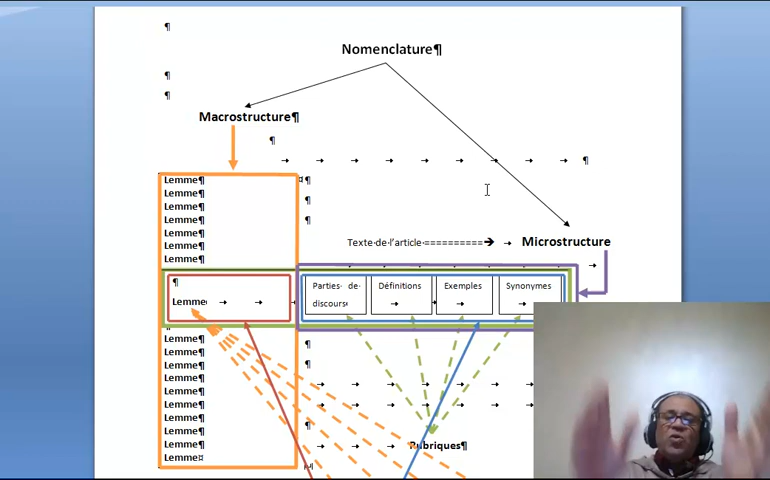 Nomenclature¶
Macrostructure¶
Lemme¶
Lemme¶
Lemme¶
Lemme¶
Lemme¶
Lemme¶
Lemme¶
Texte·de·l'article·==========➔
Microstructure
Lemme
Parties· de·
discours
Définitions
Exemples
Synonymes
Lemme¶
Lemme¶
Lemme¶
Lemme¶
Lemme¶
Lemme¶
Lemme¶
Lemme¶
Lemme¶
Lemme¤
Rubriques¶